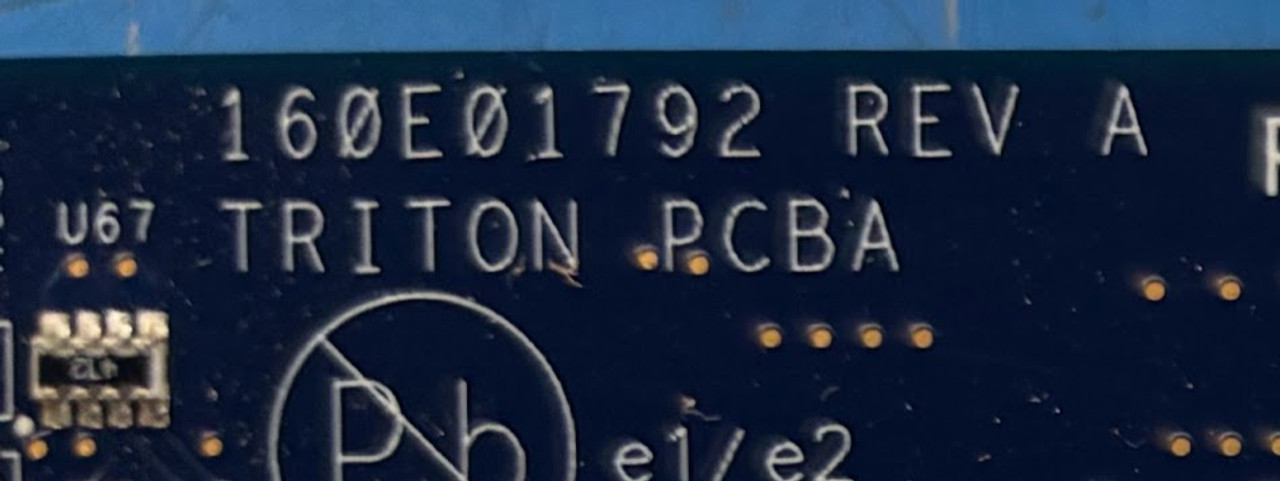 160E01792 REV A
U67
TRITON PCBA
Pb
e1/e2